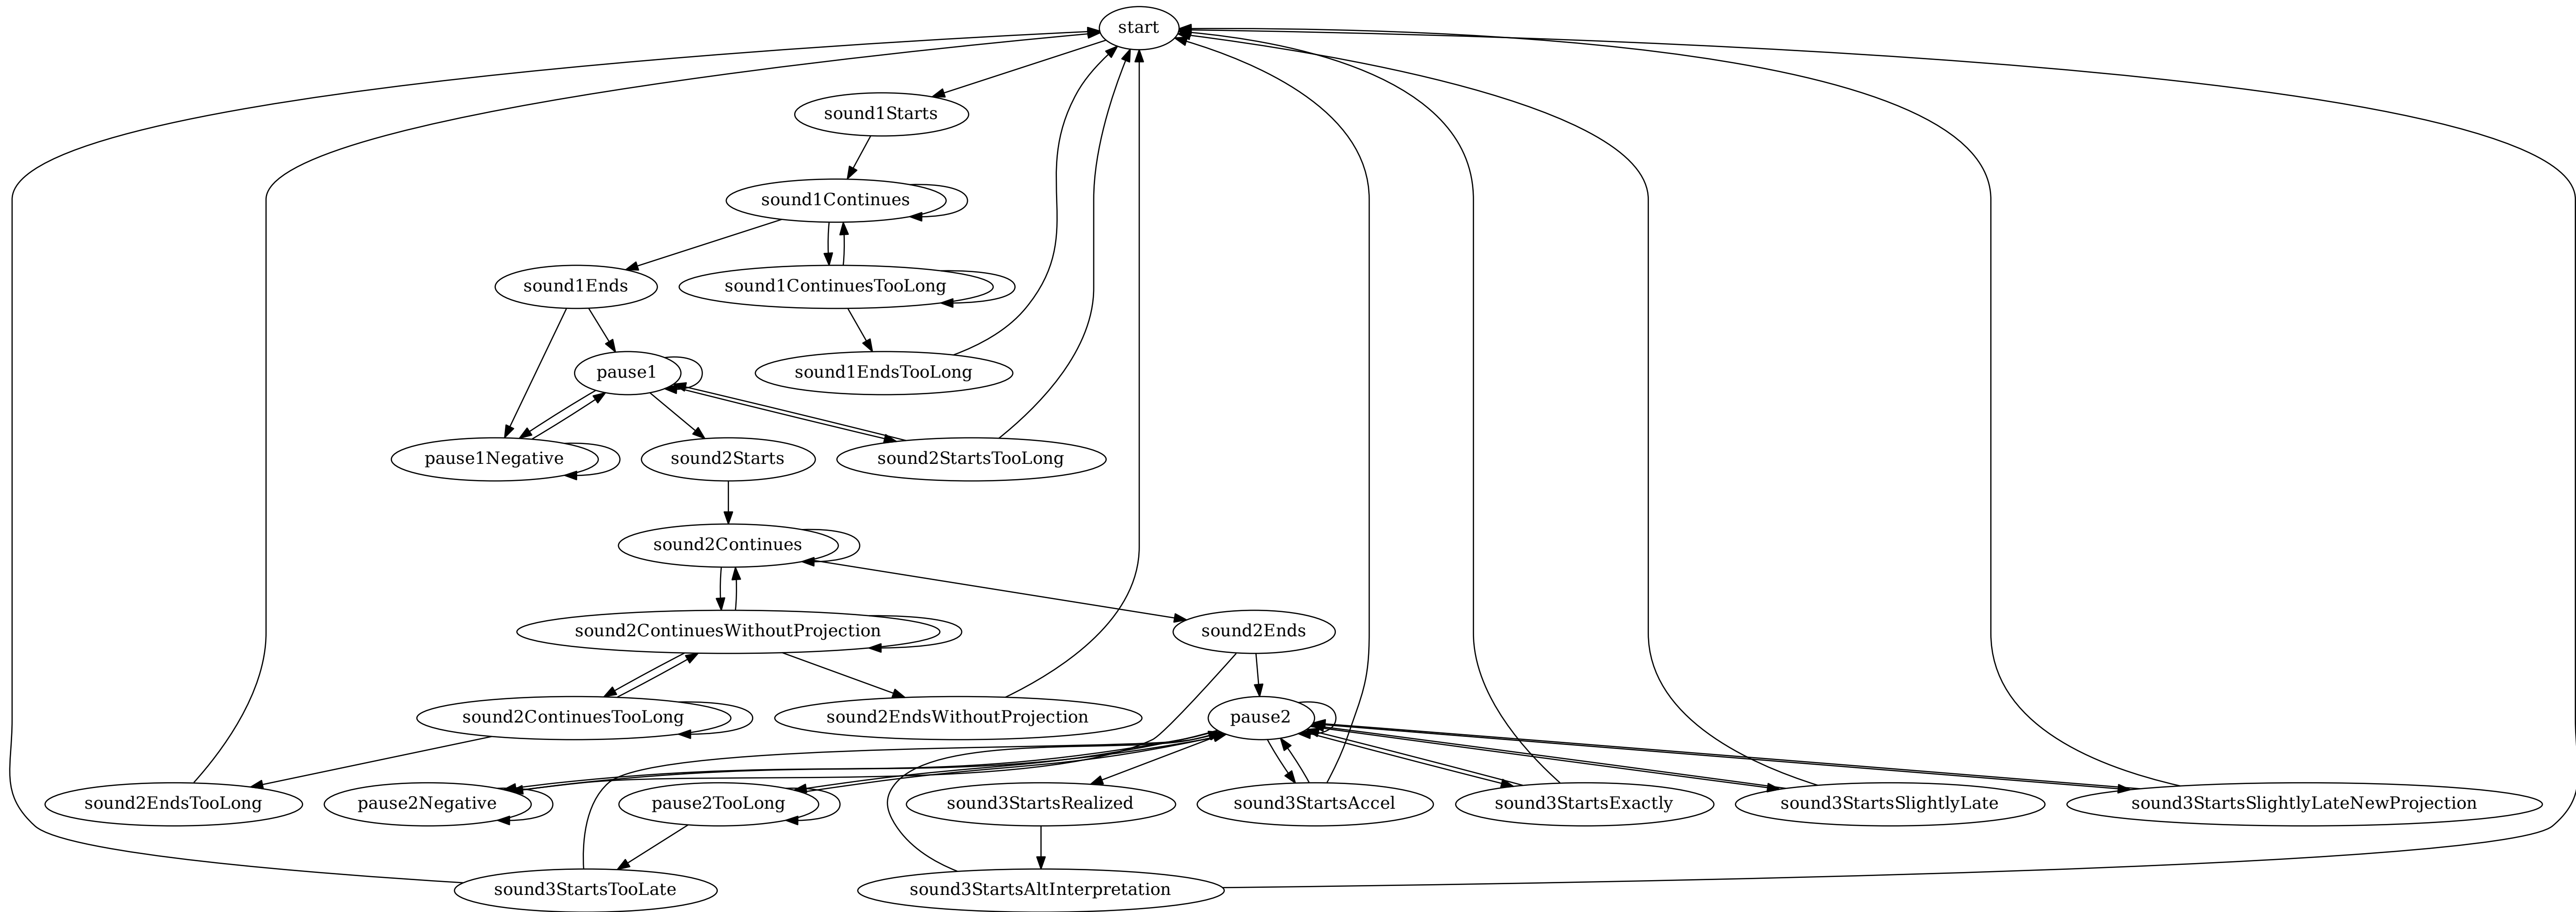 start
sound1Starts
sound1Continues
sound1Ends
sound1ContinuesTooLong
pause1
sound1EndsTooLong
pause1Negative
sound2Starts
sound2StartsTooLong
sound2Continues
sound2ContinuesWithoutProjection
sound2Ends
sound2ContinuesTooLong
sound2EndsWithoutProjection
pause2
sound2EndsTooLong
pause2Negative
pause2TooLong
sound3StartsRealized
sound3StartsAccel
sound3StartsExactly
sound3StartsSlightlyLate
sound3StartsSlightlyLateNewProjection
sound3StartsTooLate
sound3StartsAltInterpretation